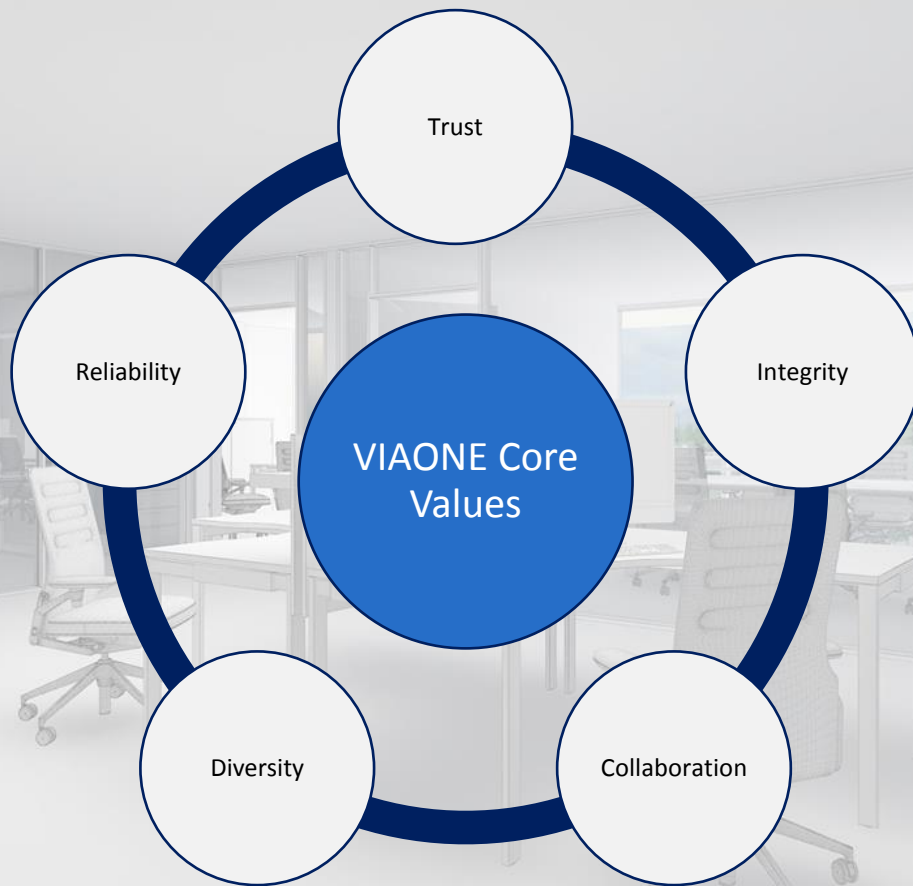 Trust
Reliability
Integrity
VIAONE Core
Values
Diversity
Collaboration